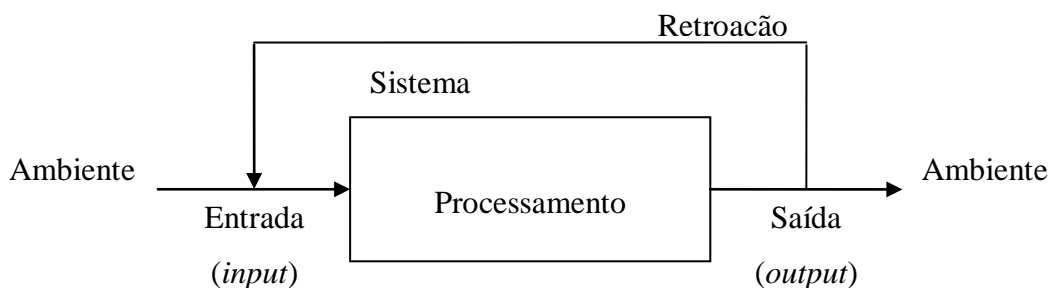 Retroacão
Sistema
Ambiente
Ambiente
Entrada
Processamento
Saída
(input)
(output)